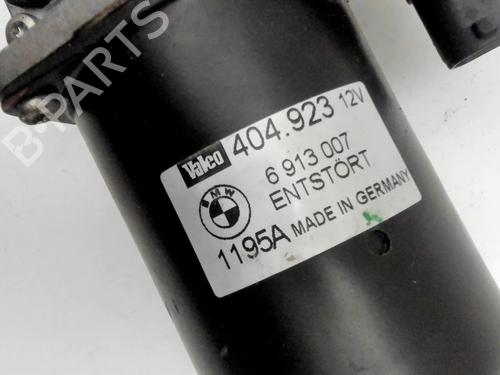 Valeo 404.923 12V
6 913 007
BMW ENTSTÖRT.
1195A MADE IN GERMANY
B-PARTS